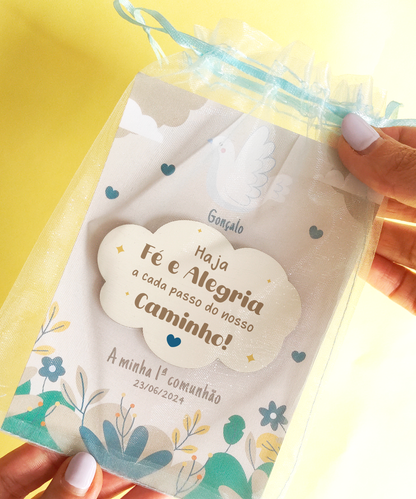 Gonçalo
Haja
Fé e Alegria
a cada passo do nosso
Caminho!
A minha 1ª comunhão
23/06/2024